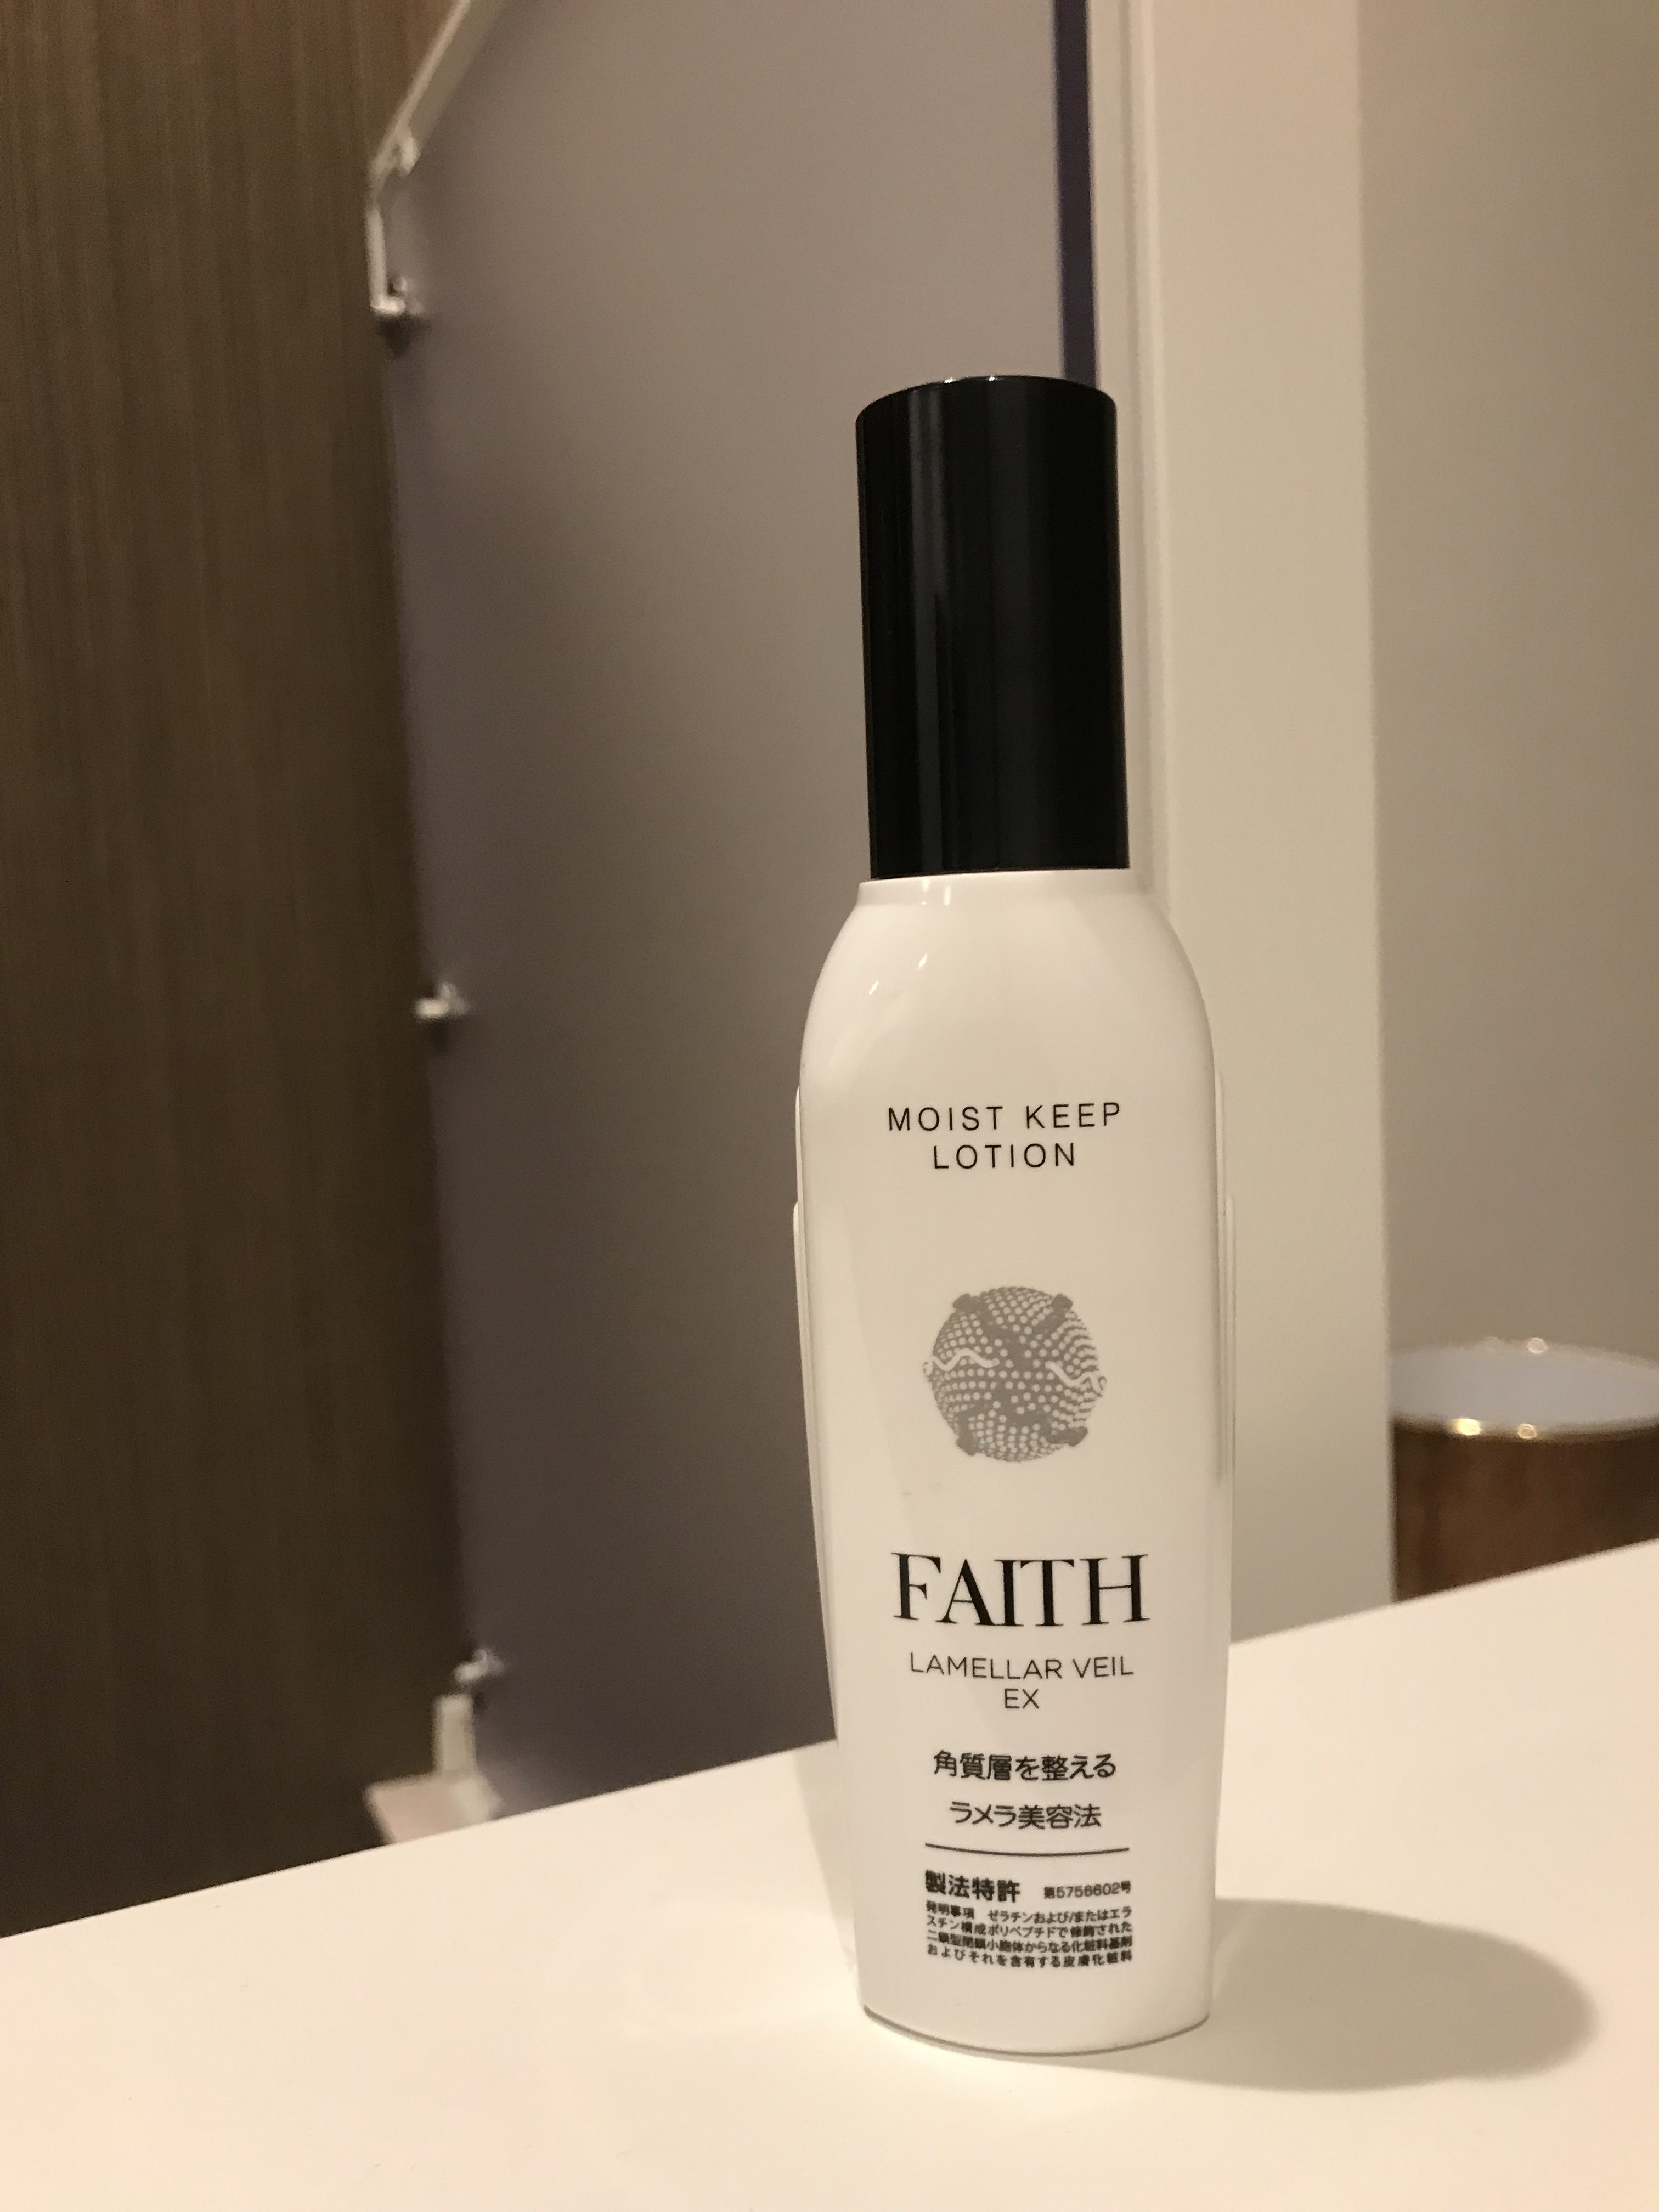 MOIST KEEP
LOTION
FAITH
LAMELLAR VEIL
EX
角質層を整える
ラメラ美容法
製法特許 第5756602号
発明事項 ゼラチンおよび/またはエラ
スチン構成ポリペプチドで修飾された
二鎖型閉鎖小胞体からなる化粧料基剤
およびそれを含有する皮膚化粧料